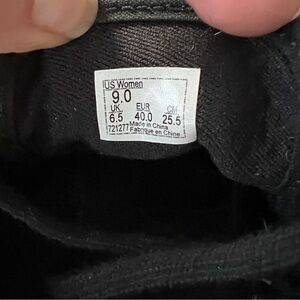 US Women
9.0
UK EUR CM
6.5 40.0 25.5
721277 Made in China
Fabriqué en Chine